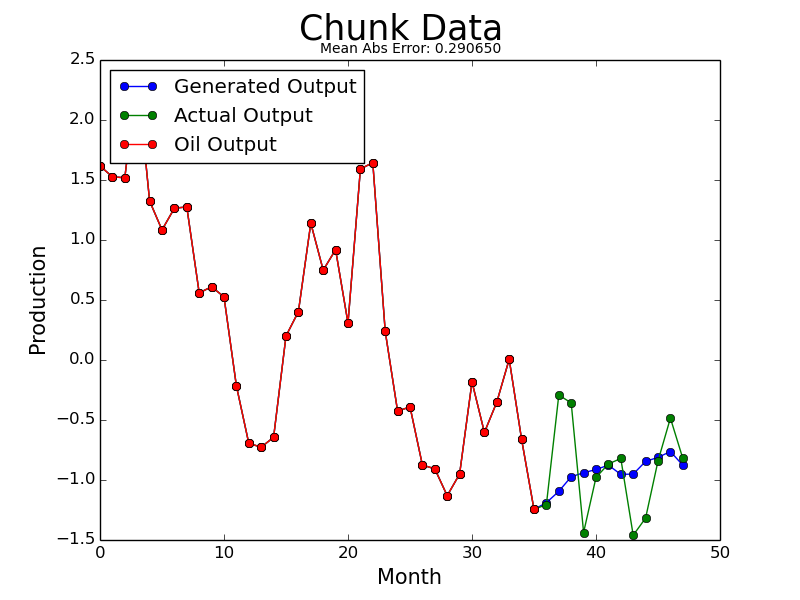 Chunk Data
Mean Abs Error: 0.290650
2.5
2.0
1.5
1.0
0.5
0.0
−0.5
−1.0
−1.5
Production
Generated Output
Actual Output
Oil Output
0 10 20 30 40 50
Month